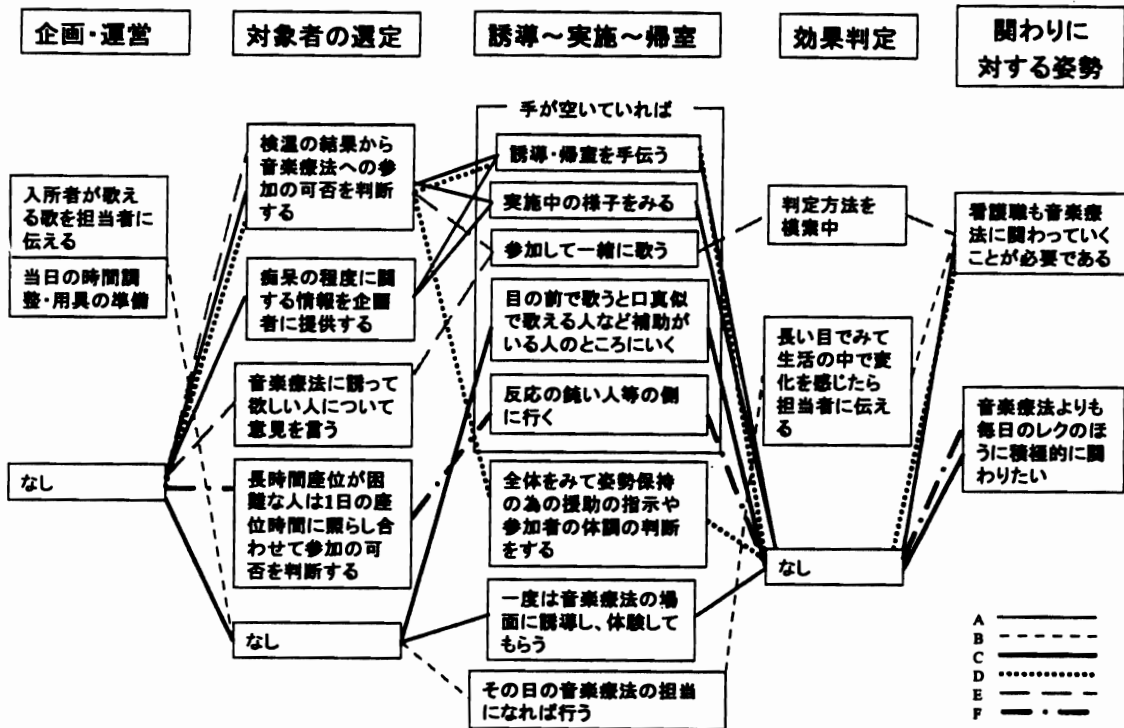 企画・運営
対象者の選定
誘導～実施～帰室
効果判定
関わりに
対する姿勢
入所者が歌え
る歌を担当者に
伝える
当日の時間調
整・用具の準備
なし
検温の結果から
音楽療法への参
加の可否を判断
する
痴呆の程度に関
する情報を企画
者に提供する
音楽療法に誘って
欲しい人について
意見を言う
長時間座位が困
難な人は1日の座
位時間に照らし合
わせて参加の可
否を判断する
なし
手が空いていれば
誘導・帰室を手伝う
実施中の様子をみる
参加して一緒に歌う
目の前で歌うと口真似
で歌える人など補助が
いる人のところにいく
反応の鈍い人等の側
に行く
全体をみて姿勢保持
の為の援助の指示や
参加者の体調の判断
をする
一度は音楽療法の場
面に誘導し、体験して
もらう
その日の音楽療法の担当
になれば行う
判定方法を
模索中
長い目でみて
生活の中で変
化を感じたら
担当者に伝え
る
なし
看護職も音楽療
法に関わっていく
ことが必要である
音楽療法よりも
毎日のレクのほ
うに積極的に関
わりたい
A
B
C
D
E
F